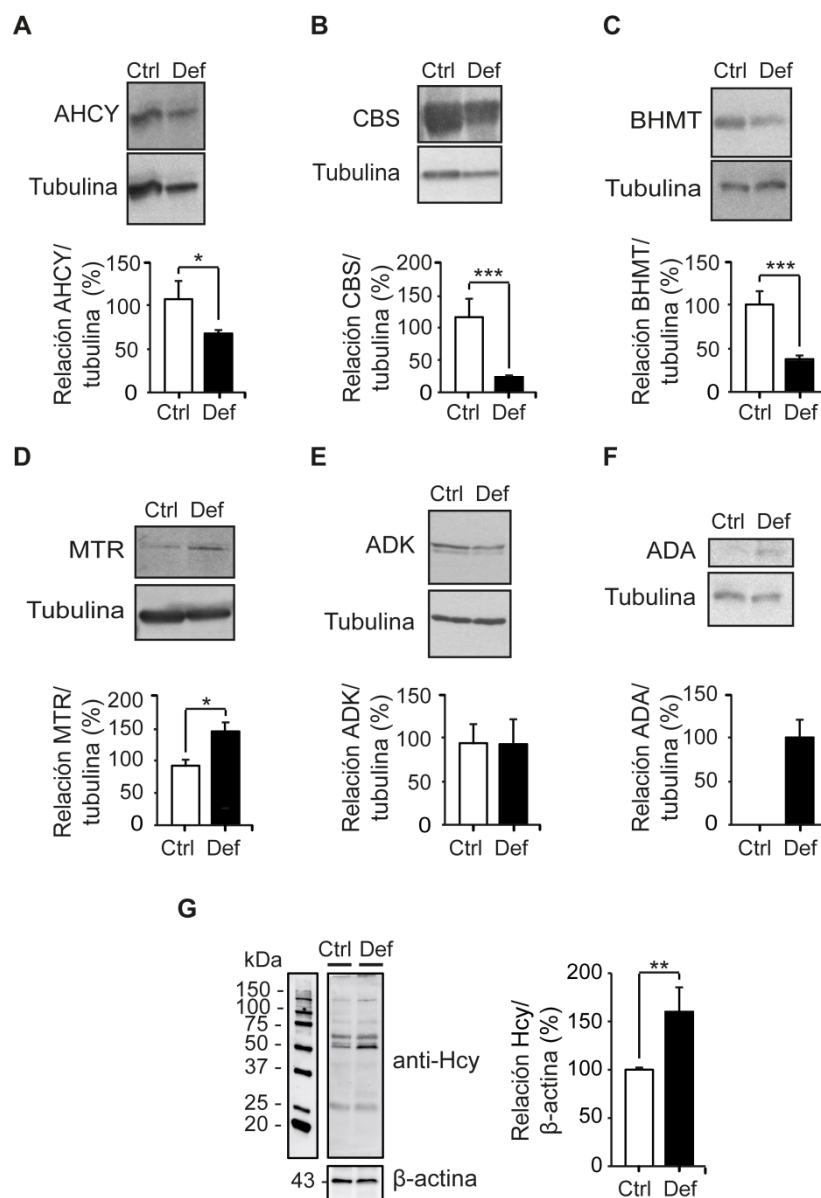 A
Ctrl Def
AHCY
Tubulina
Relación AHCY/
tubulina (%)
150
100
50
0
*
Ctrl Def
B
Ctrl Def
CBS
Tubulina
Relación CBS/
tubulina (%)
200
150
100
50
0
***
Ctrl Def
C
Ctrl Def
BHMT
Tubulina
Relación BHMT/
tubulina (%)
150
100
50
0
***
Ctrl Def
D
Ctrl Def
MTR
Tubulina
Relación MTR/
tubulina (%)
200
150
100
50
0
*
Ctrl Def
E
Ctrl Def
ADK
Tubulina
Relación ADK/
tubulina (%)
150
100
50
0
Ctrl Def
F
Ctrl Def
ADA
Tubulina
Relación ADA/
tubulina (%)
150
100
50
0
Ctrl Def
G
kDa
Ctrl Def
150 -
100 -
75 -
50 -
37 -
25 -
20 -
anti-Hcy
43 -
β-actina
Relación Hcy/
β-actina (%)
200
150
100
50
0
**
Ctrl Def